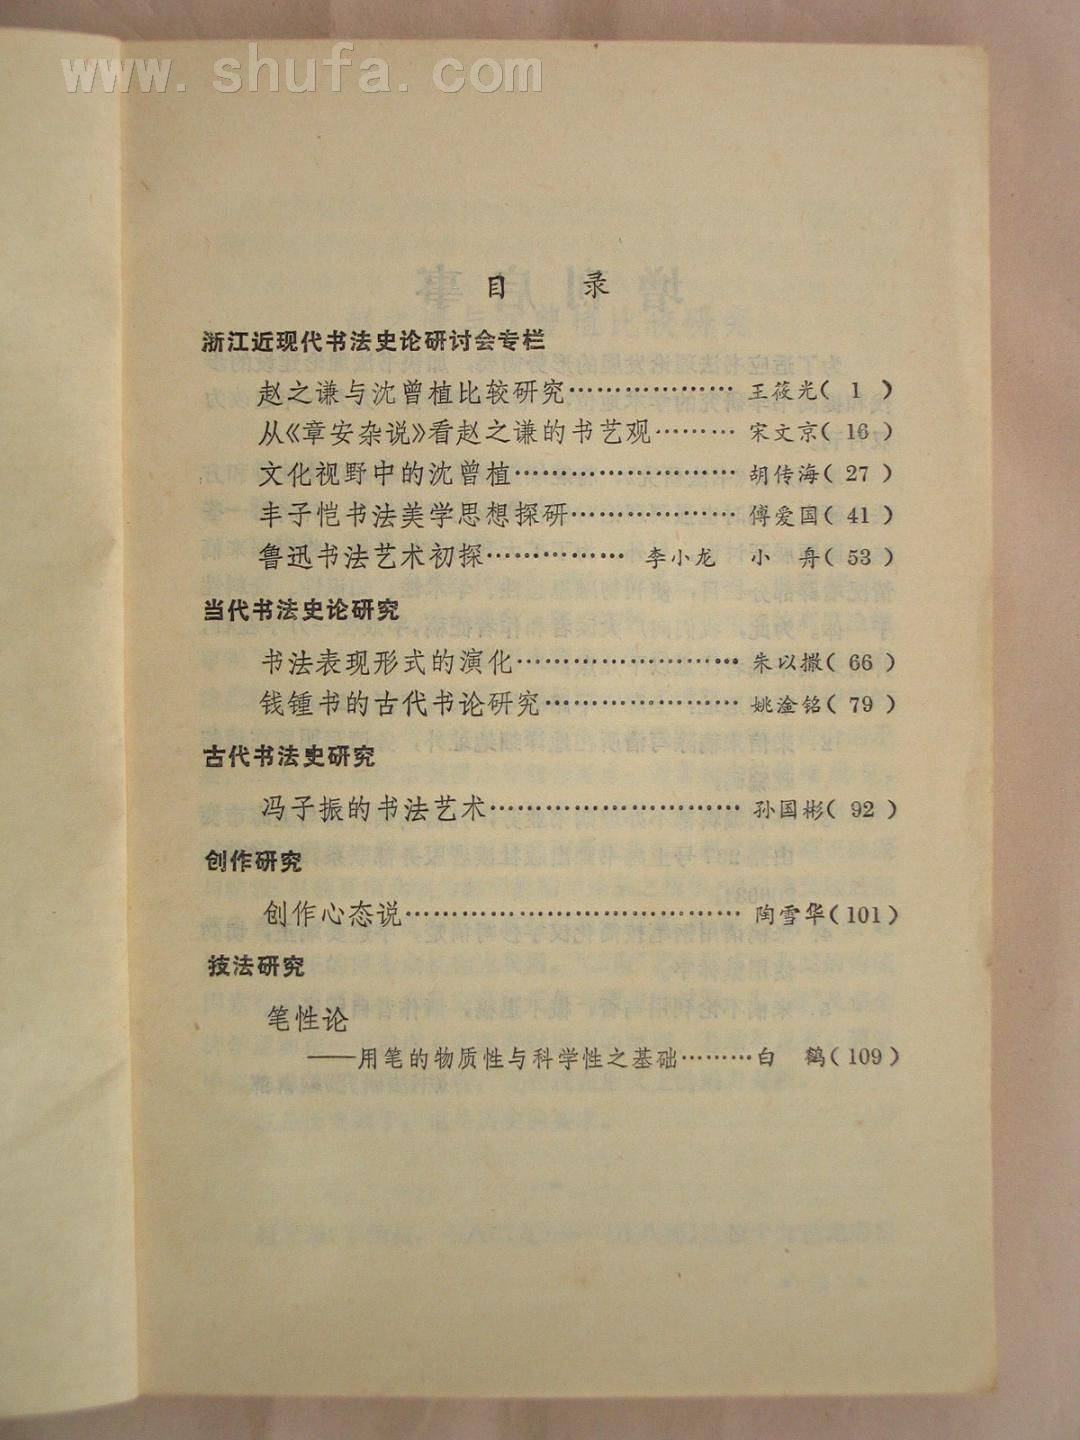 www.shufa.com
目 录
浙江近现代书法史论研讨会专栏
赵之谦与沈曾植比较研究………………王筱光(1)
从《章安杂说》看赵之谦的书艺观………宋文京(16)
文化视野中的沈曾植…………………胡传海(27)
丰子恺书法美学思想探研………………傅爱国(41)
鲁迅书法艺术初探……………李小龙 小 舟(53)
当代书法史论研究
书法表现形式的演化…………………朱以撒(66)
钱锺书的古代书论研究………………姚淦铭(79)
古代书法史研究
冯子振的书法艺术……………………孙国彬(92)
创作研究
创作心态说……………………………陶雪华(101)
技法研究
笔性论
——用笔的物质性与科学性之基础………白 鹤(109)